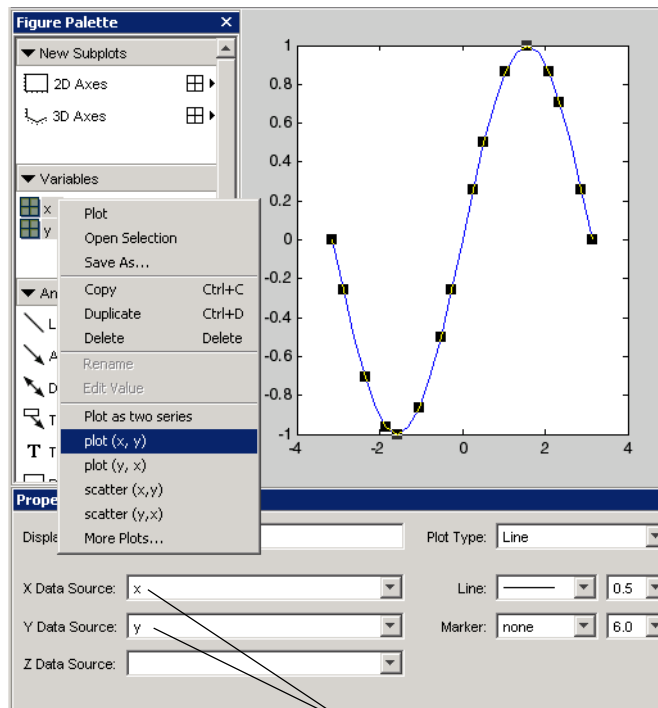 Figure Palette
New Subplots
2D Axes
3D Axes
Variables
x
y
Plot
Open Selection
Save As...
Copy Ctrl+C
Duplicate Ctrl+D
Delete Delete
Rename
Edit Value
Plot as two series
plot (x, y)
plot (y, x)
scatter (x,y)
scatter (y,x)
More Plots...
An
L
A
D
T
T T
1
0.8
0.6
0.4
0.2
0
-0.2
-0.4
-0.6
-0.8
-1
-4 -2 0 2 4
Prope
Displa
Plot Type: Line
X Data Source: x
Line: 0.5
Y Data Source: y
Marker: none 6.0
Z Data Source: